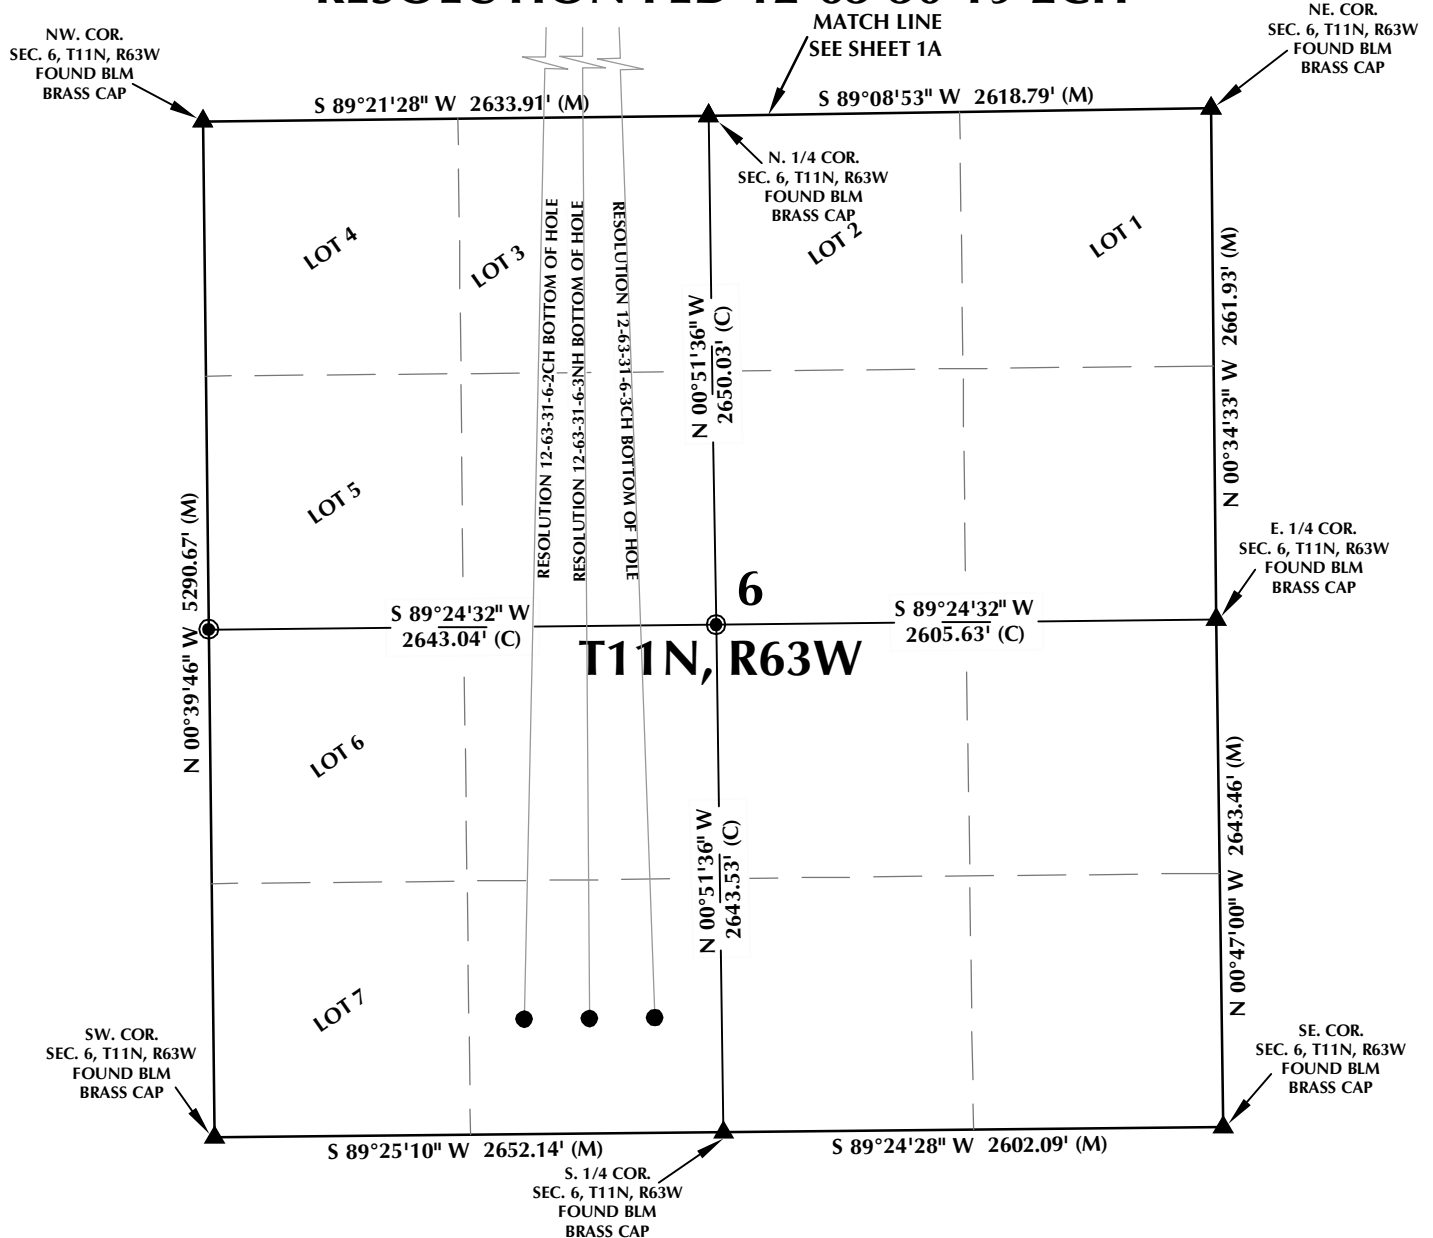 MATCH LINE
SEE SHEET 1A
NW. COR.
SEC. 6, T11N, R63W
FOUND BLM
BRASS CAP
NE. COR.
SEC. 6, T11N, R63W
FOUND BLM
BRASS CAP
S 89°21'28" W 2633.91' (M)
S 89°08'53" W 2618.79' (M)
N. 1/4 COR.
SEC. 6, T11N, R63W
FOUND BLM
BRASS CAP
LOT 4
LOT 3
LOT 2
LOT 1
RESOLUTION 12-63-31-6-2CH BOTTOM OF HOLE
RESOLUTION 12-63-31-6-3NH BOTTOM OF HOLE
RESOLUTION 12-63-31-6-3CH BOTTOM OF HOLE
N 00°51'36" W
2650.03' (C)
N 00°34'33" W 2661.93' (M)
LOT 5
N 00°39'46" W 5290.67' (M)
E. 1/4 COR.
SEC. 6, T11N, R63W
FOUND BLM
BRASS CAP
6
S 89°24'32" W
2643.04' (C)
S 89°24'32" W
2605.63' (C)
T11N, R63W
LOT 6
N 00°51'36" W
2643.53' (C)
N 00°47'00" W 2643.46' (M)
LOT 7
SW. COR.
SEC. 6, T11N, R63W
FOUND BLM
BRASS CAP
SE. COR.
SEC. 6, T11N, R63W
FOUND BLM
BRASS CAP
S 89°25'10" W 2652.14' (M)
S 89°24'28" W 2602.09' (M)
S. 1/4 COR.
SEC. 6, T11N, R63W
FOUND BLM
BRASS CAP